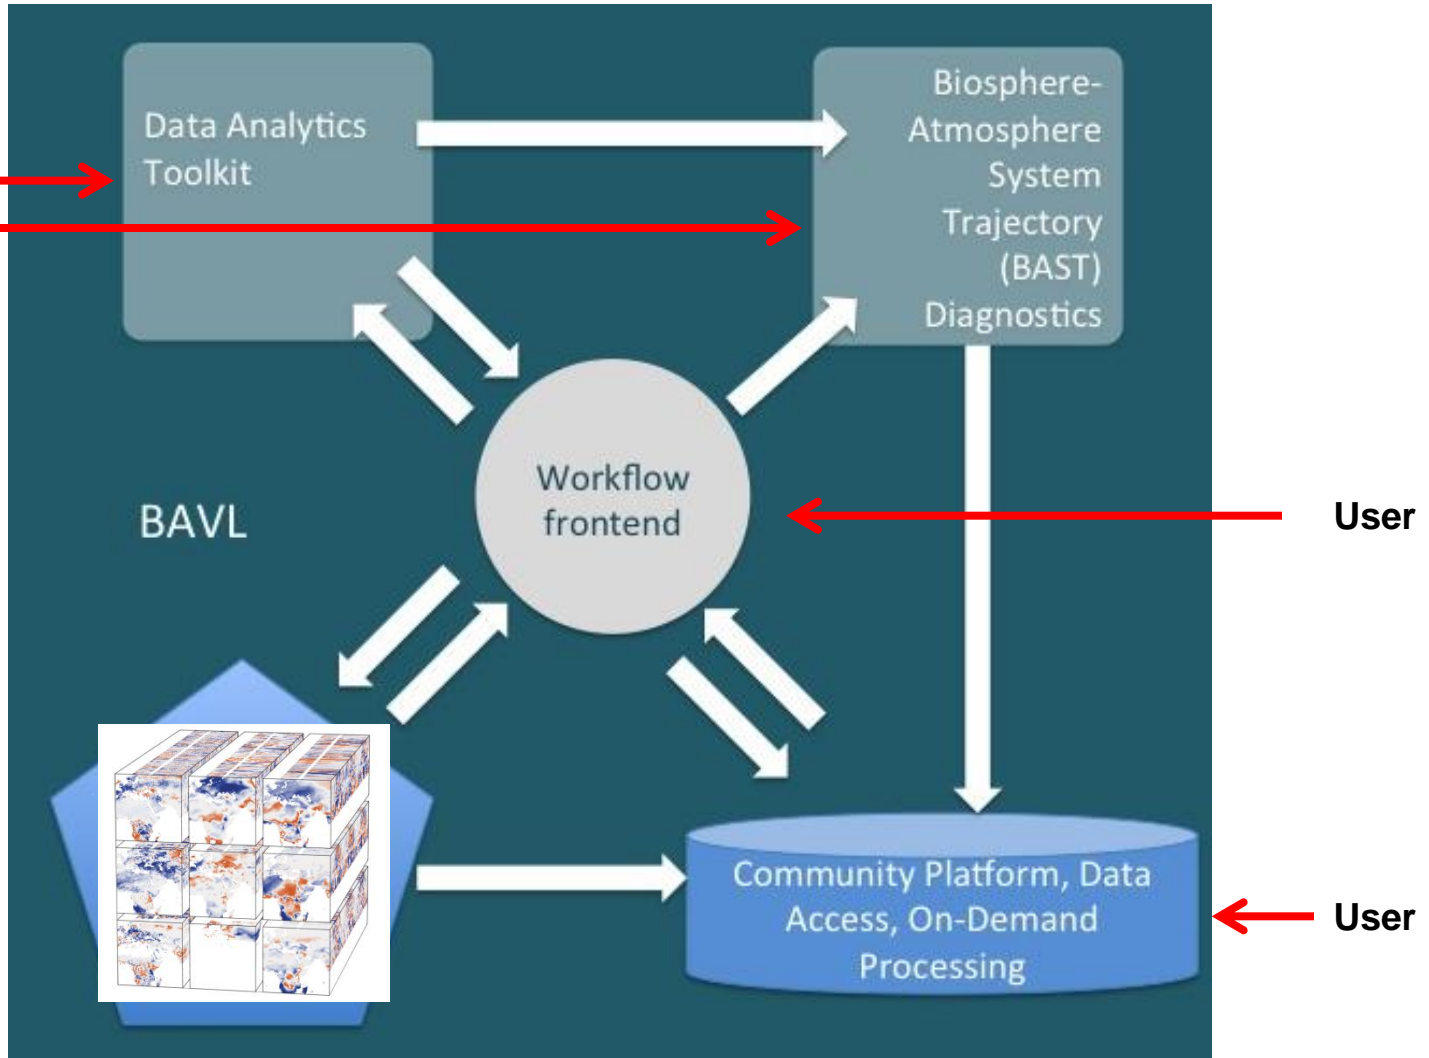 Data Analytics
Toolkit
Biosphere-
Atmosphere
System
Trajectory
(BAST)
Diagnostics
Workflow
frontend
BAVL
User
Community Platform, Data
Access, On-Demand
Processing
User